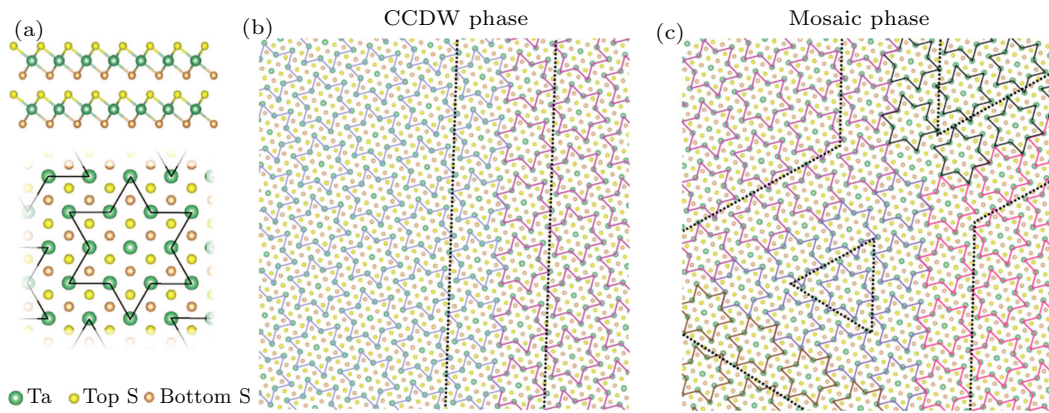 (a)
(b)
CCDW phase
(c)
Mosaic phase
Ta
Top S
Bottom S